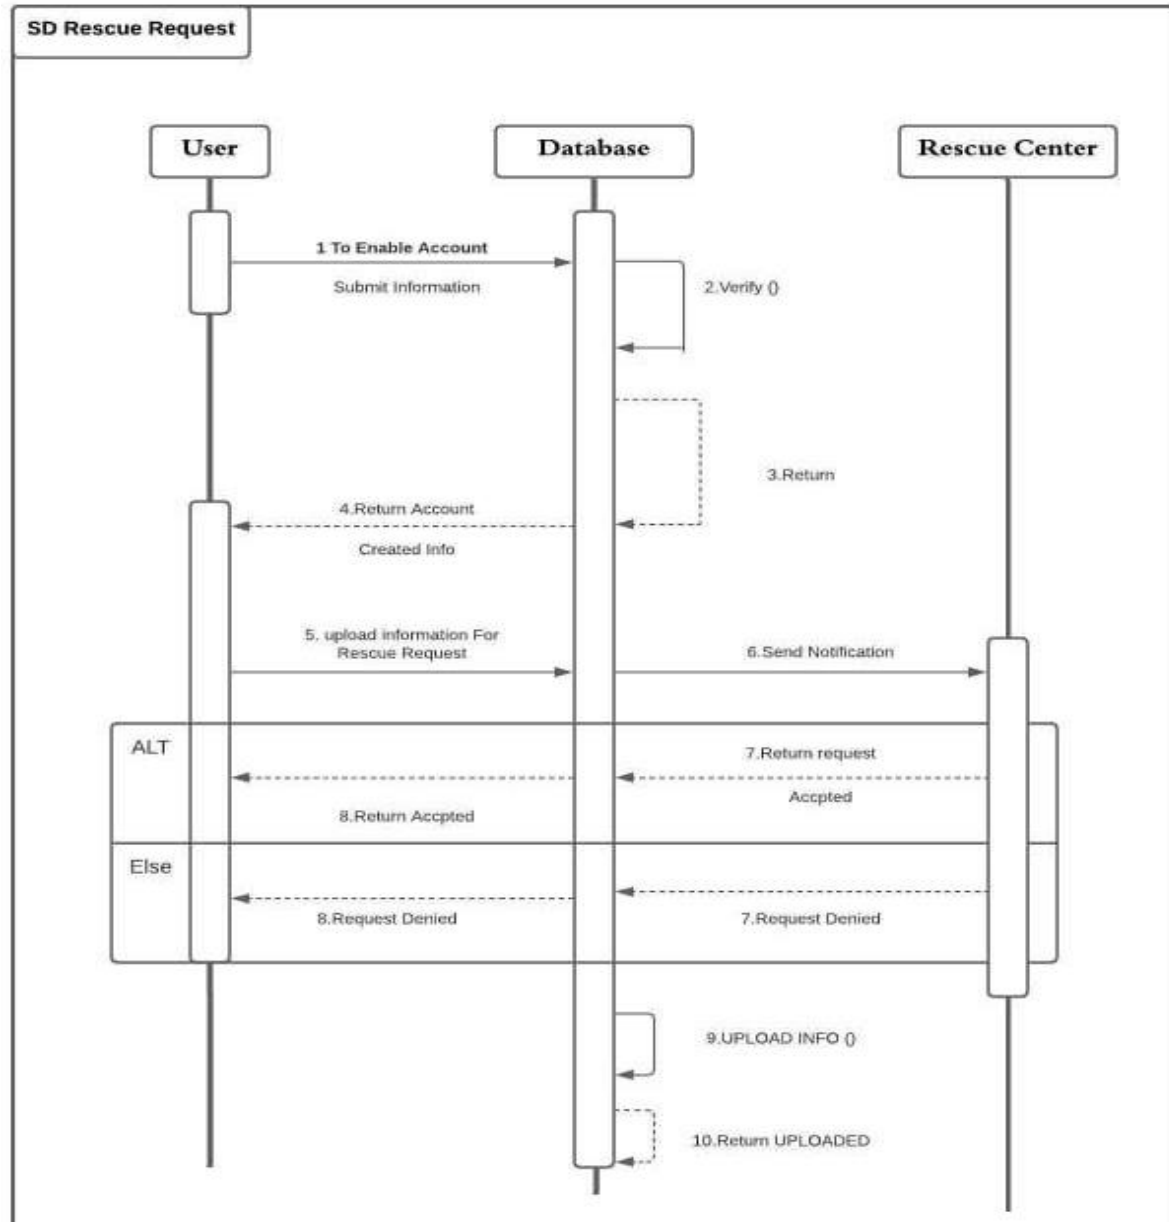 SD Rescue Request
User
Database
Rescue Center
1 To Enable Account
Submit Information
2.Verify ()
3.Return
4.Return Account
Created Info
5. upload information For
Rescue Request
6.Send Notification
ALT
7.Return request
Accpted
8.Return Accpted
Else
8.Request Denied
7.Request Denied
9.UPLOAD INFO ()
10.Return UPLOADED